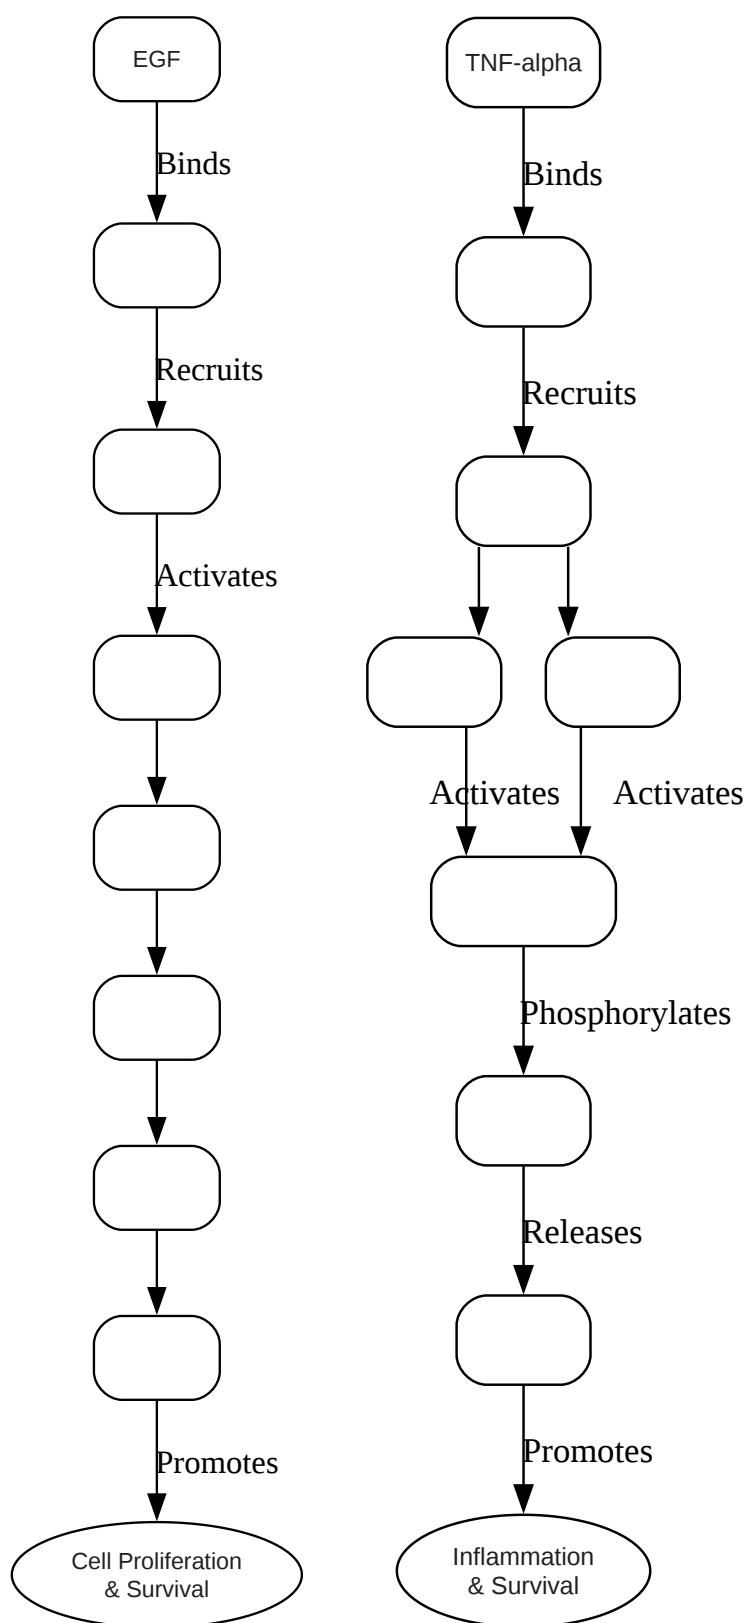 EGF
Binds
Recruits
Activates
Promotes
Cell Proliferation
& Survival
TNF-alpha
Binds
Recruits
Activates
Activates
Phosphorylates
Releases
Promotes
Inflammation
& Survival